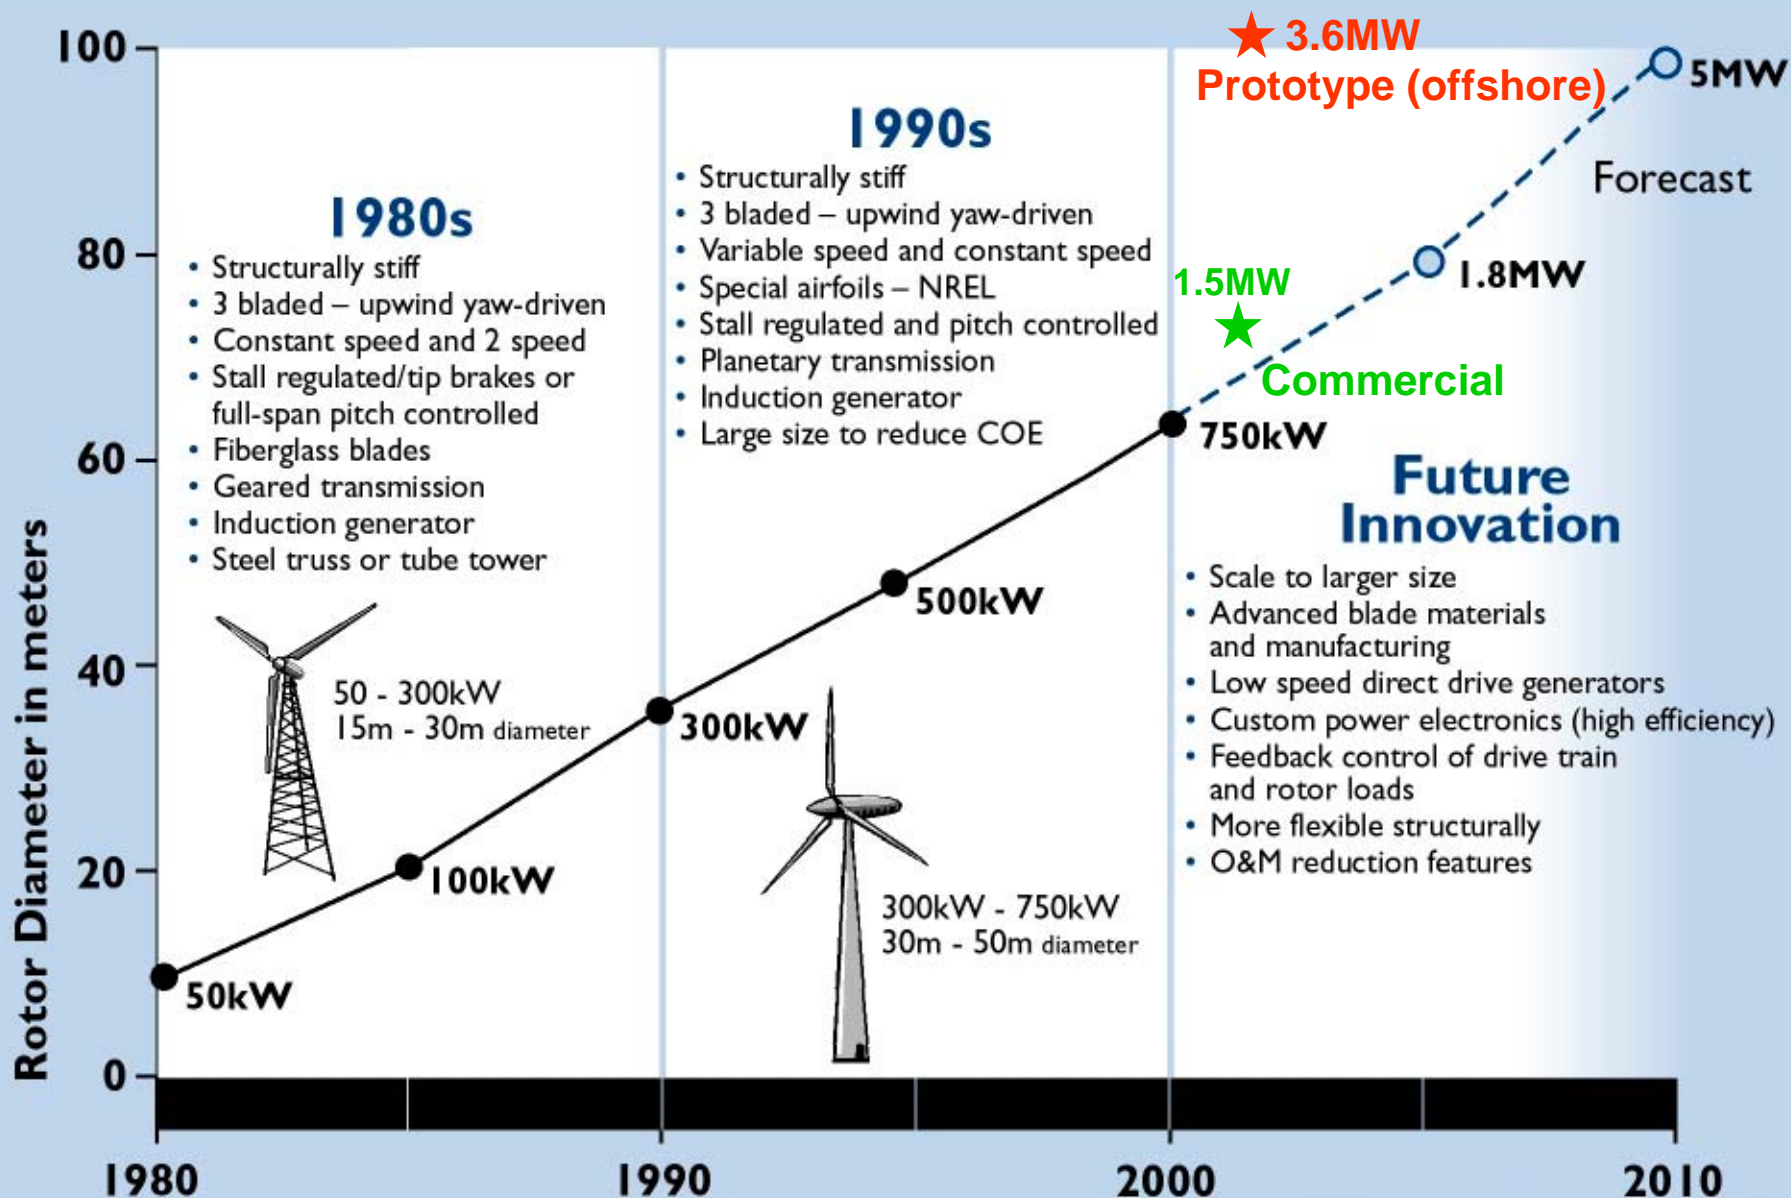 Rotor Diameter in meters
100
80
60
40
20
0
1980s
• Structurally stiff
• 3 bladed – upwind yaw-driven
• Constant speed and 2 speed
• Stall regulated/tip brakes or
full-span pitch controlled
• Fiberglass blades
• Geared transmission
• Induction generator
• Steel truss or tube tower
50 - 300kW
15m - 30m diameter
50kW
100kW
1990s
• Structurally stiff
• 3 bladed – upwind yaw-driven
• Variable speed and constant speed
• Special airfoils – NREL
• Stall regulated and pitch controlled
• Planetary transmission
• Induction generator
• Large size to reduce COE
300kW
500kW
300kW - 750kW
30m - 50m diameter
3.6MW
Prototype (offshore)
5MW
Forecast
1.5MW
1.8MW
Commercial
750kW
Future
Innovation
• Scale to larger size
• Advanced blade materials
and manufacturing
• Low speed direct drive generators
• Custom power electronics (high efficiency)
• Feedback control of drive train
and rotor loads
• More flexible structurally
• O&M reduction features
1980
1990
2000
2010